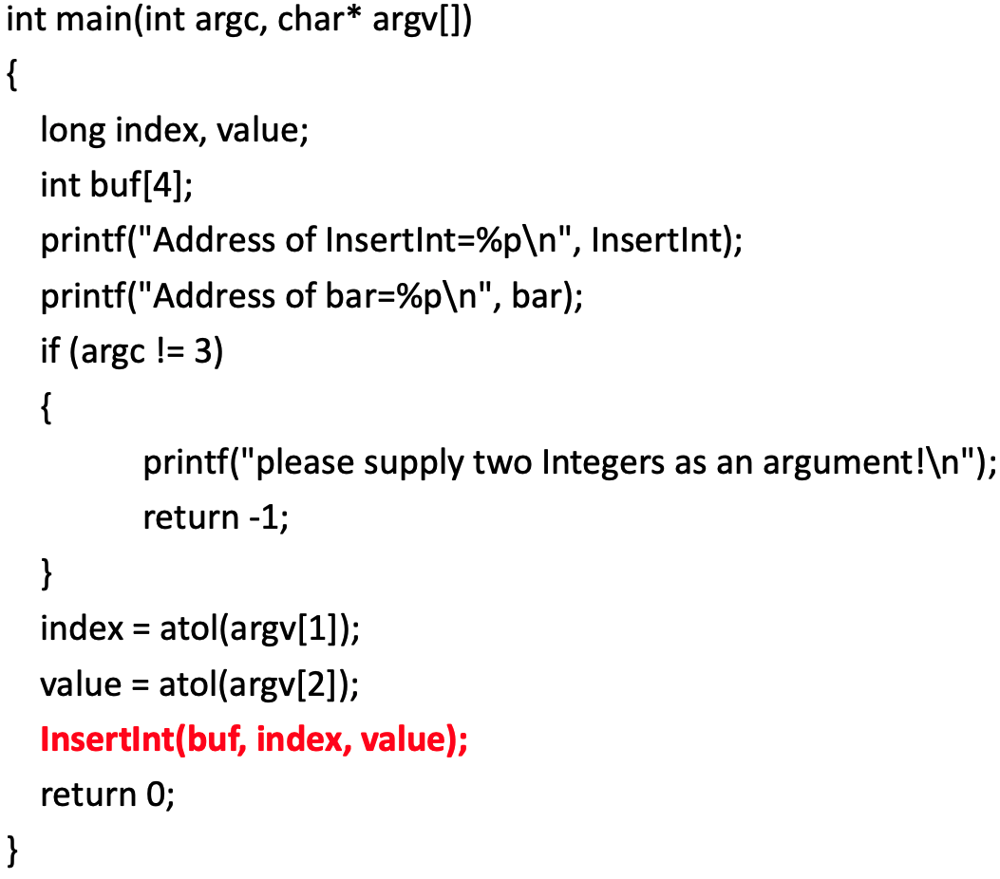 int main(int argc, char* argv[])
{
long index, value;
int buf[4];
printf("Address of InsertInt=%p\n", InsertInt);
printf("Address of bar=%p\n", bar);
if (argc != 3)
{
printf("please supply two Integers as an argument!\n");
return -1;
}
index = atol(argv[1]);
value = atol(argv[2]);
InsertInt(buf, index, value);
return 0;
}